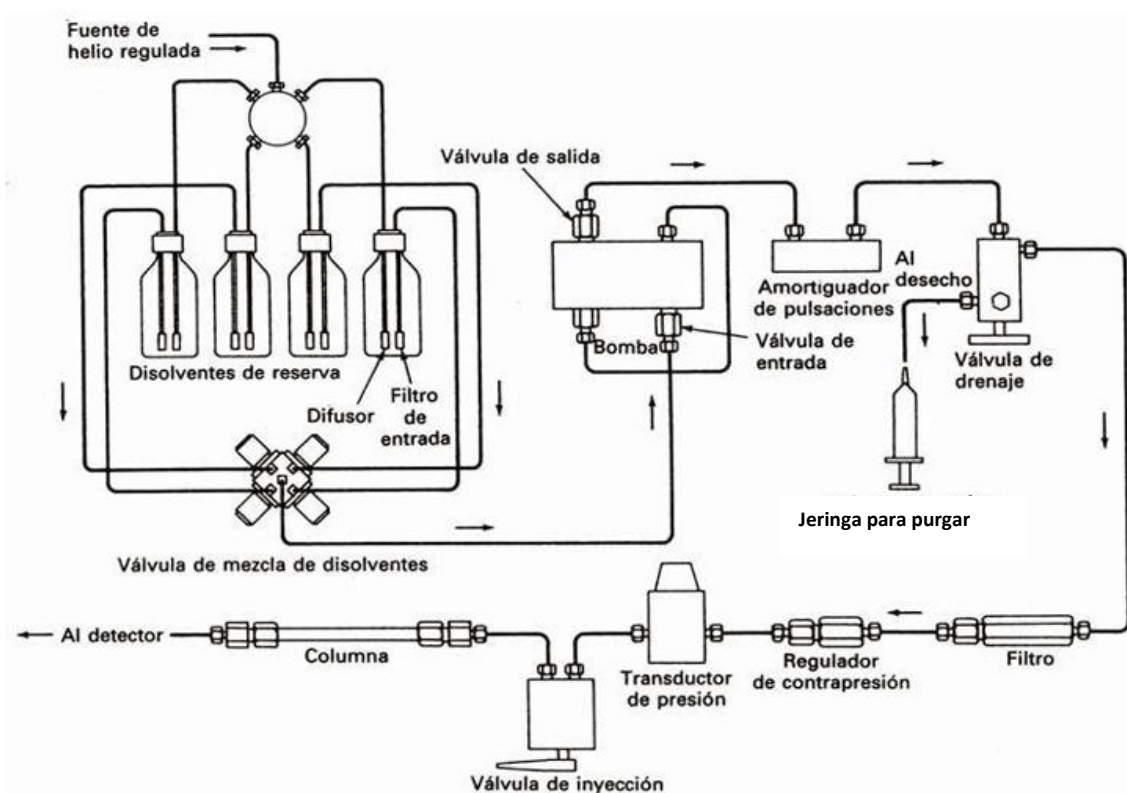 Fuente de
helio regulada
Válvula de salida
Al
desecho
Amortiguador
de pulsaciones
Bomba
Válvula de
entrada
Válvula de
drenaje
Disolventes de reserva
Difusor
Filtro
de
entrada
Jeringa para purgar
Válvula de mezcla de disolventes
Al detector
Columna
Transductor
de presión
Regulador
de contrapresión
Filtro
Válvula de inyección